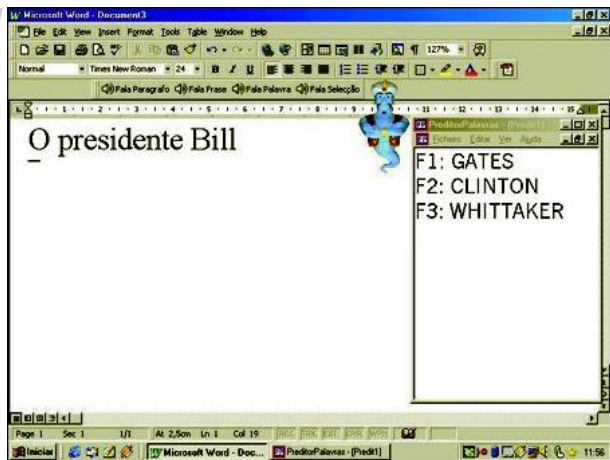 Microsoft Word - Document3
File Edit View Insert Format Tools Table Window Help
127%
Normal Times New Roman 24 B I U
Fala Paragrafo Fala Frase Fala Palavra Fala Selecção
O presidente Bill
PreditorPalavras - [Predit1]
Ficheiro Editar Ver Ajuda
F1: GATES
F2: CLINTON
F3: WHITTAKER
Page 1 Sec 1 1/1 At 2,5cm Ln 1 Col 19
Iniciar Microsoft Word - Doc... PreditorPalavras - [Predit1] 11:56